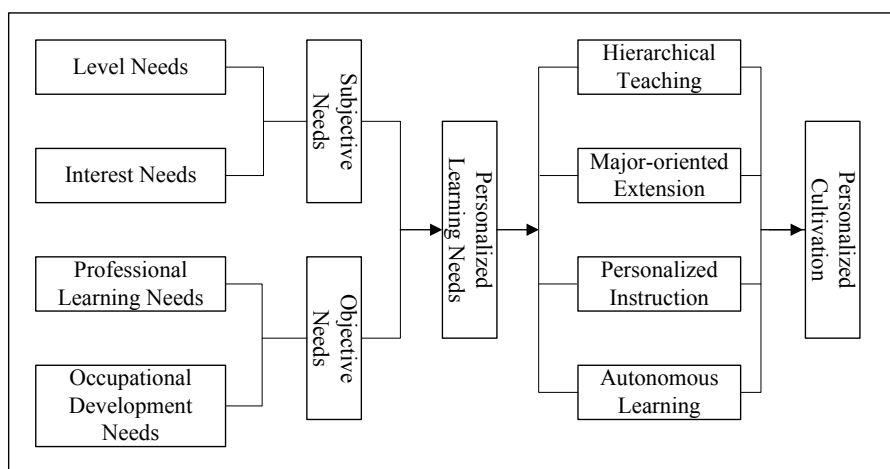 Level Needs
Interest Needs
Professional
Learning Needs
Occupational
Development
Needs
Subjective
Needs
Objective
Needs
Personalized
Learning Needs
Hierarchical
Teaching
Major-oriented
Extension
Personalized
Instruction
Autonomous
Learning
Personalized
Cultivation